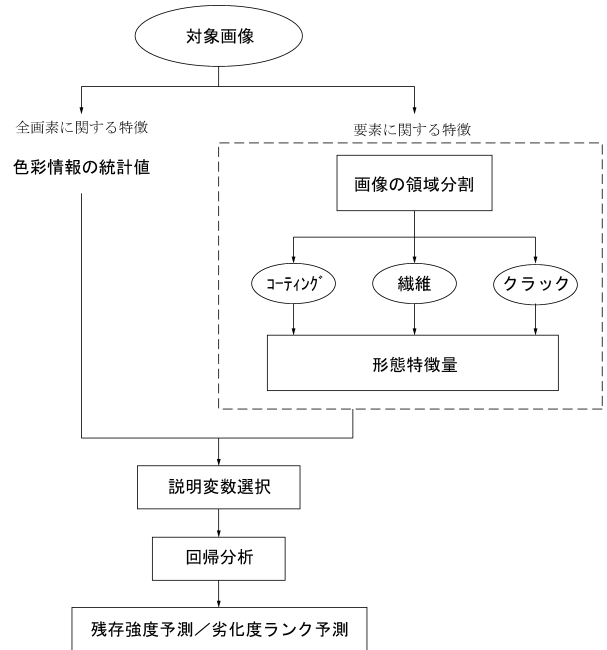 対象画像
全画素に関する特徴
色彩情報の統計値
要素に関する特徴
画像の領域分割
ｺｰﾃｨﾝｸﾞ
繊維
クラック
形態特徴量
説明変数選択
回帰分析
残存強度予測／劣化度ランク予測